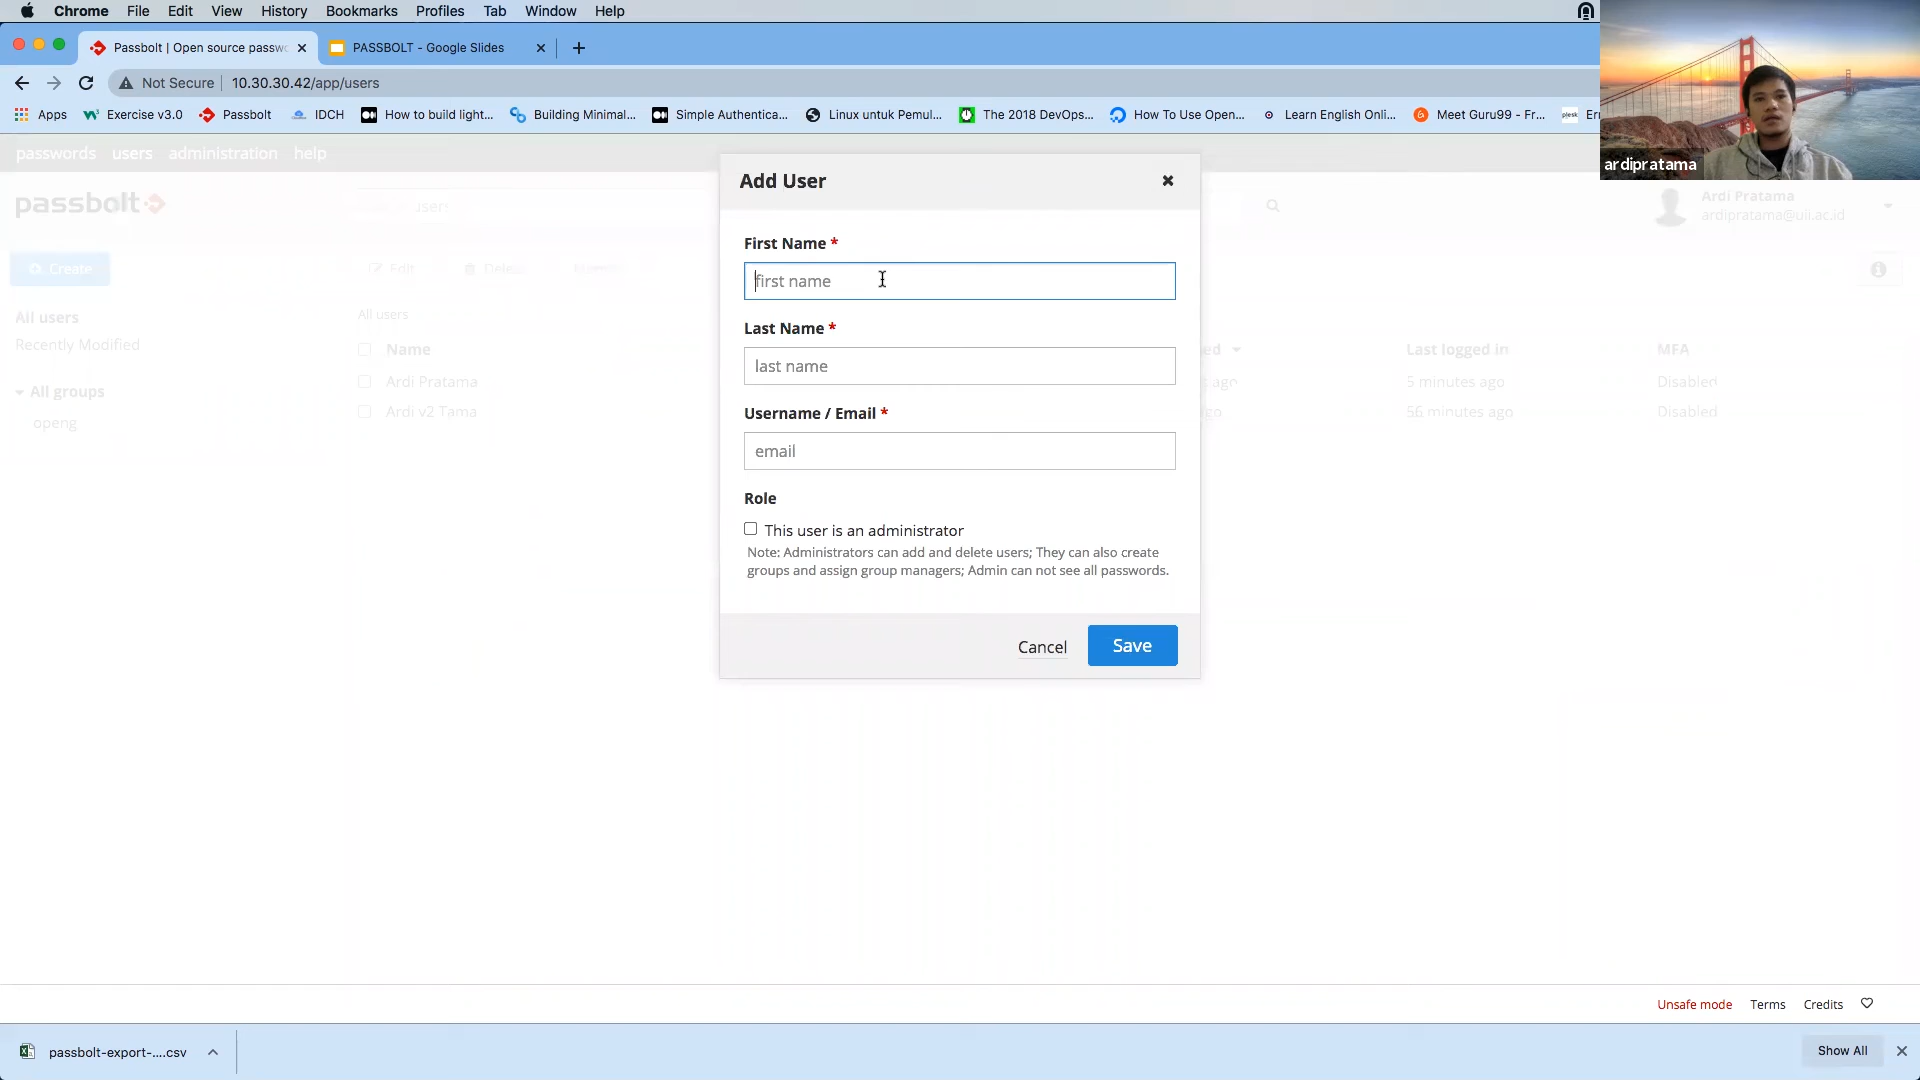 Chrome File Edit View History Bookmarks Profiles Tab Window Help
Passbolt | Open source passw
PASSBOLT - Google Slides
Not Secure 10.30.30.42/app/users
Apps Exercise v3.0 Passbolt IDCH How to build light... Building Minimal... Simple Authentica... Linux untuk Pemul... The 2018 DevOps... How To Use Open... Learn English Onli... Meet Guru99 - Fr...
ardipratama
passwords users administration help
passbolt
Ardi Pratama
ardipratama@uii.ac.id
Create
Edit
All users
Recently Modified
All groups
openg
All users
Name
Last logged in
MFA
Ardi Pratama
5 minutes ago
Disabled
Ardi v2 Tama
56 minutes ago
Disabled
Add User
First Name *
first name
Last Name *
last name
Username / Email *
email
Role
This user is an administrator
Note: Administrators can add and delete users; They can also create
groups and assign group managers; Admin can not see all passwords.
Cancel Save
Unsafe mode Terms Credits
passbolt-export-....csv
Show All